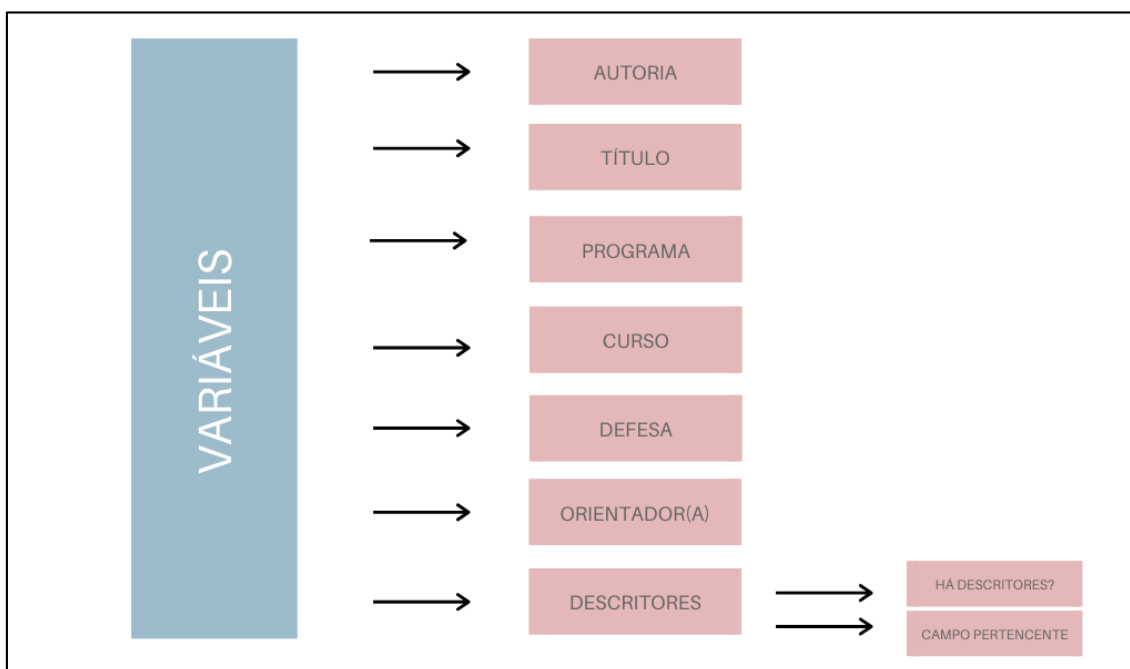 VARIÁVEIS
AUTORIA
TÍTULO
PROGRAMA
CURSO
DEFESA
ORIENTADOR(A)
DESCRITORES
HÁ DESCRITORES?
CAMPO PERTENCENTE